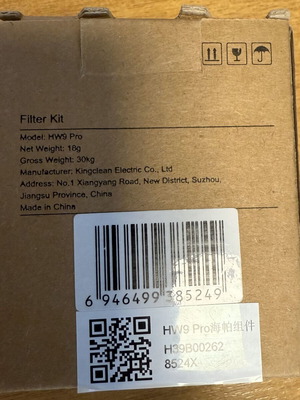 Filter Kit
Model: HW9 Pro
Net Weight: 18g
Gross Weight: 30kg
Manufacturer: Kingclean Electric Co., Ltd
Address: No.1 Xiangyang Road, New District, Suzhou,
Jiangsu Province, China
Made in China
6 946499 385249
HW9 Pro海帕组件
H39B00262
8524X